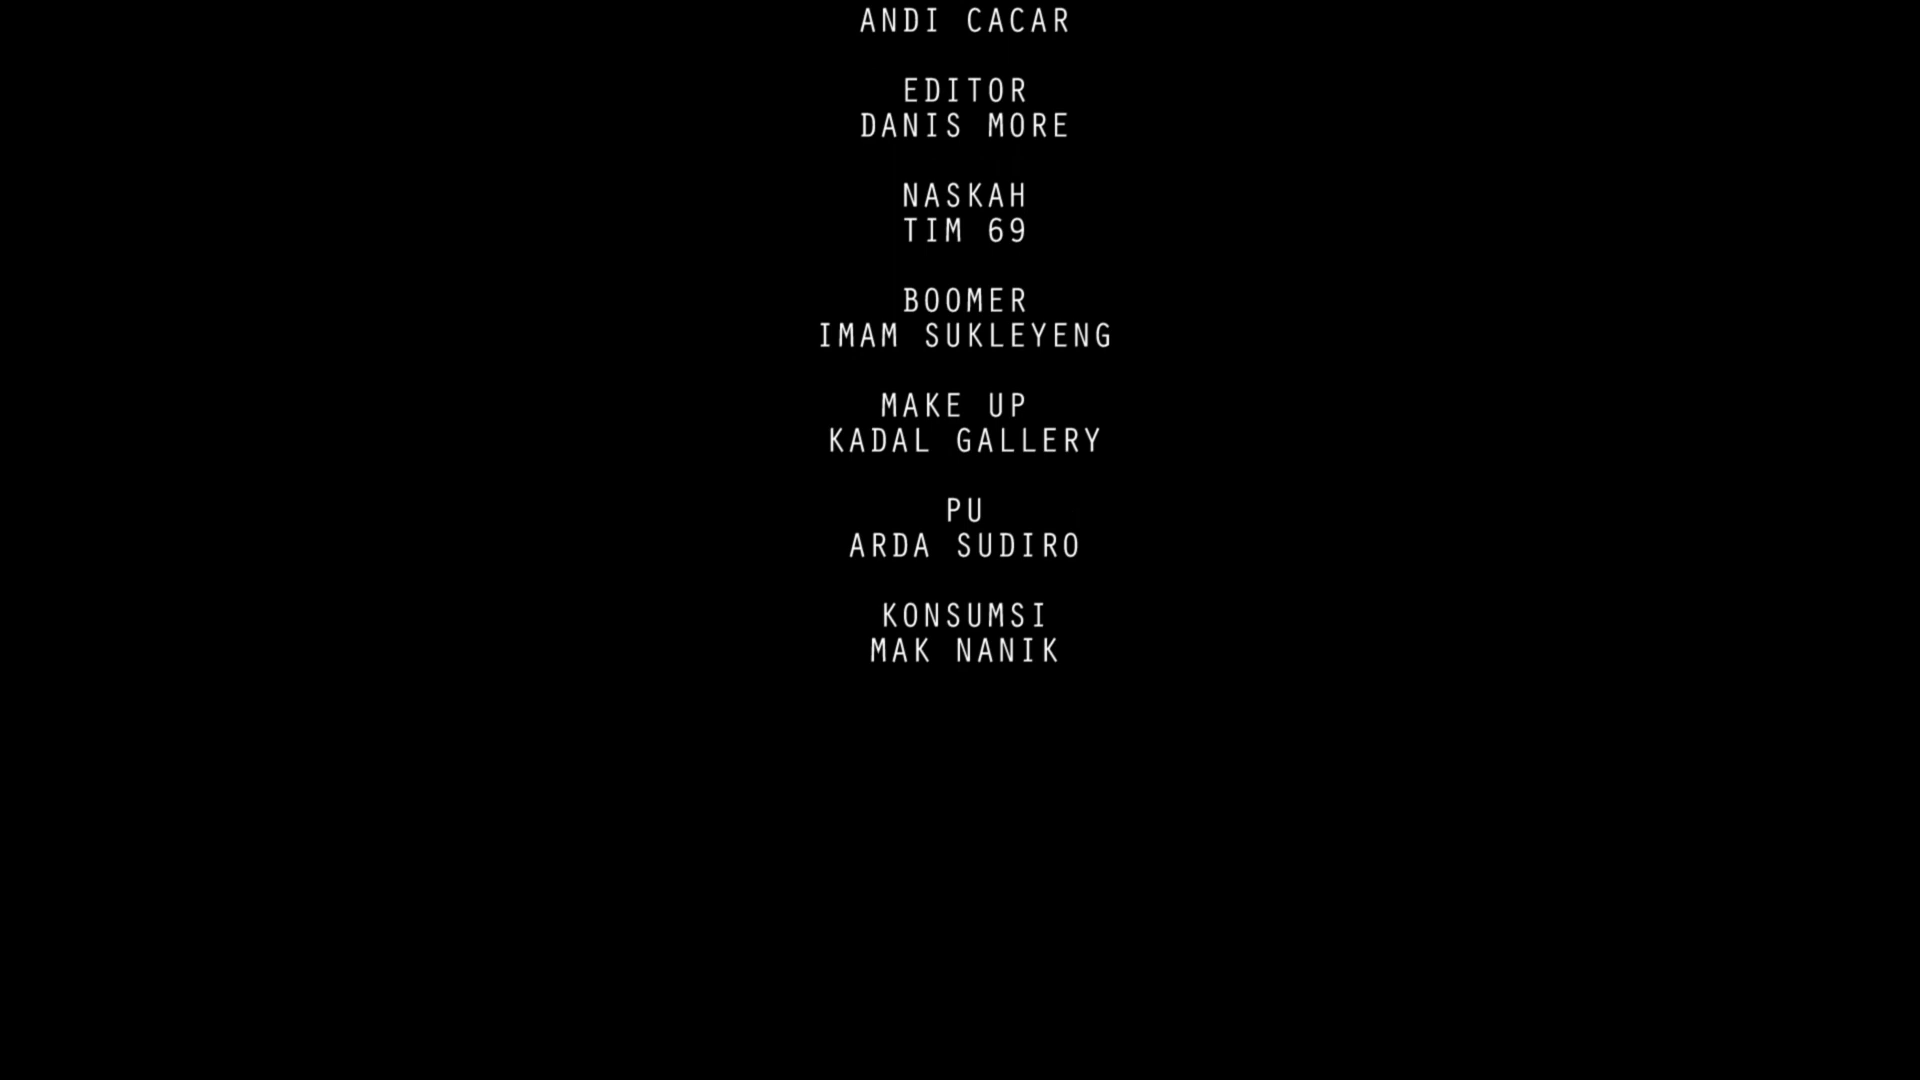 ANDI CACAR
EDITOR
DANIS MORE
NASKAH
TIM 69
BOOMER
IMAM SUKLEYENG
MAKE UP
KADAL GALLERY
PU
ARDA SUDIRO
KONSUMSI
MAK NANIK